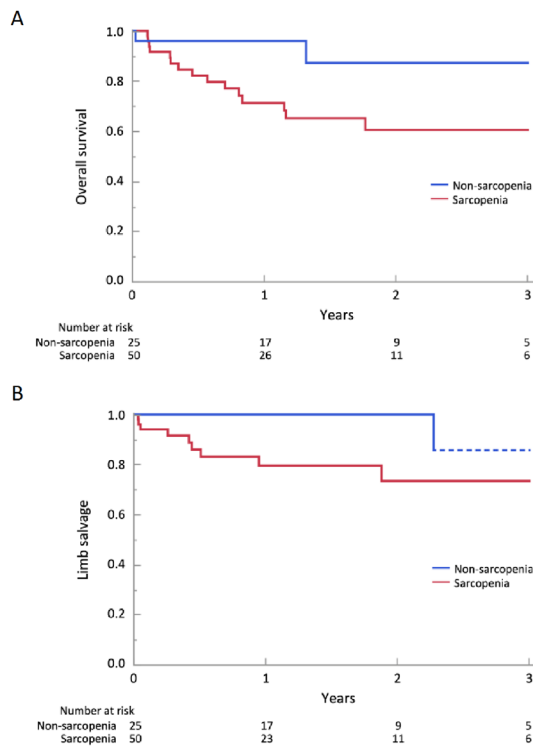 A
Overall survival
1.0
0.8
0.6
0.4
0.2
0.0
Non-sarcopenia
Sarcopenia
0 1 2 3
Years
Number at risk
Non-sarcopenia 25 17 9 5
Sarcopenia 50 26 11 6
B
Limb salvage
1.0
0.8
0.6
0.4
0.2
0.0
Non-sarcopenia
Sarcopenia
0 1 2 3
Years
Number at risk
Non-sarcopenia 25 17 9 5
Sarcopenia 50 23 11 6